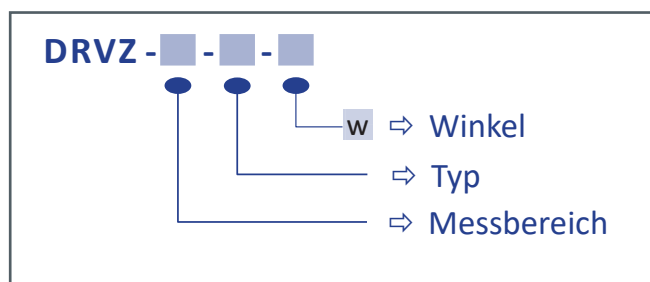 DRVZ - - -
w ⇨ Winkel
⇨ Typ
⇨ Messbereich